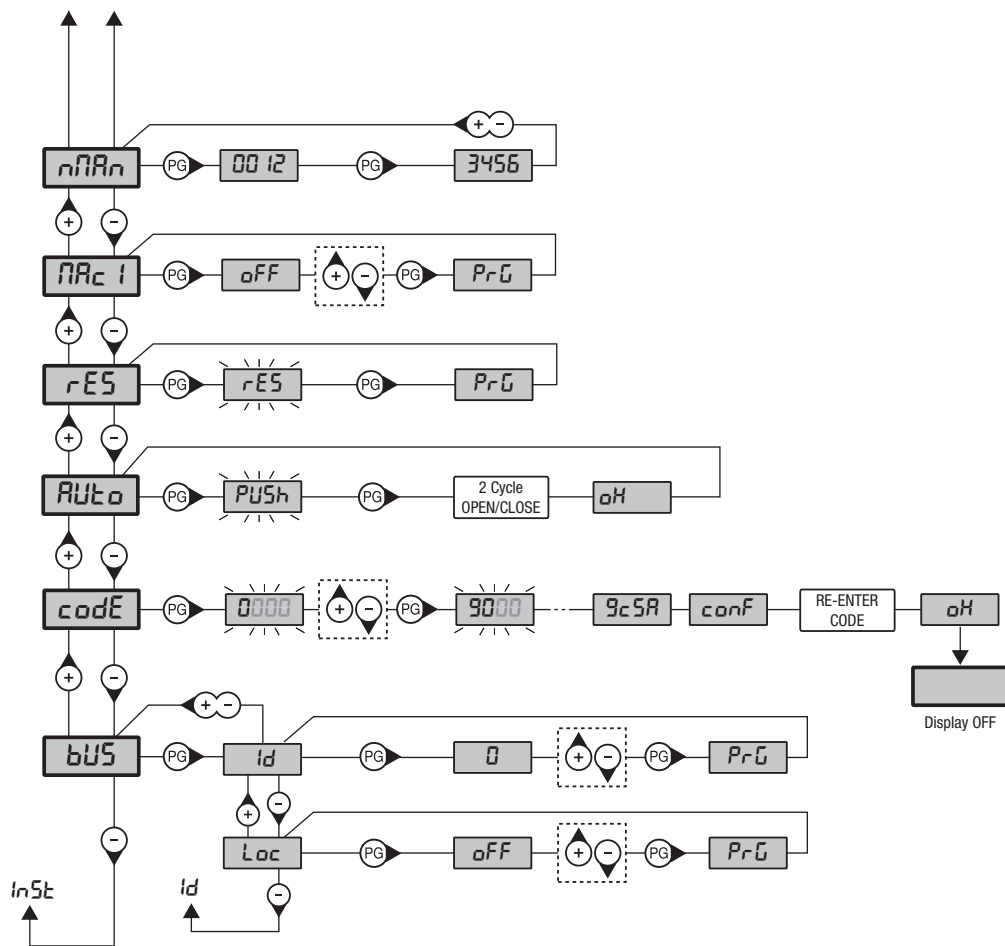 nMAn PG 0012 PG 3456 + -
+ -
MAc1 PG oFF + - PG PrG
+ -
rES PG rES PG PrG
+ -
AUto PG PUSh PG 2 Cycle OPEN/CLOSE oH
+ -
codE PG 0000 + - PG 9000 9c5A conF RE-ENTER CODE oH
+ -
Display OFF
+ -
bUS PG Id PG 0 + - PG PrG
+ -
Loc PG oFF + - PG PrG
-
InSt
Id
-